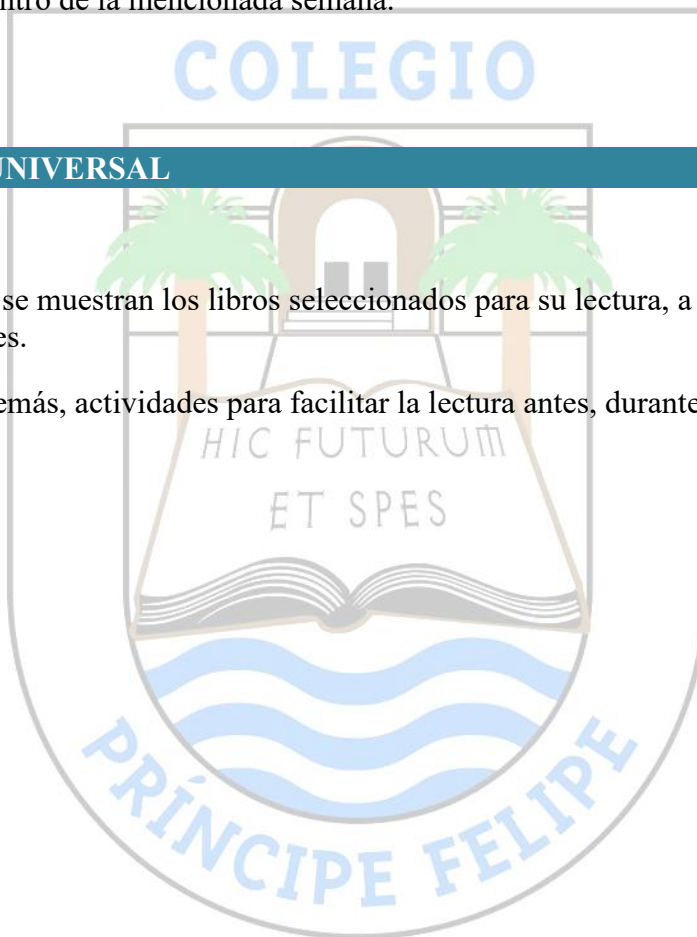 ntro de la mencionada semana.
COLEGIO
UNIVERSAL
se muestran los libros seleccionados para su lectura, a
es.
emás, actividades para facilitar la lectura antes, durante
HIC FUTURUM
ET SPES
PRÍNCIPE FELIPE